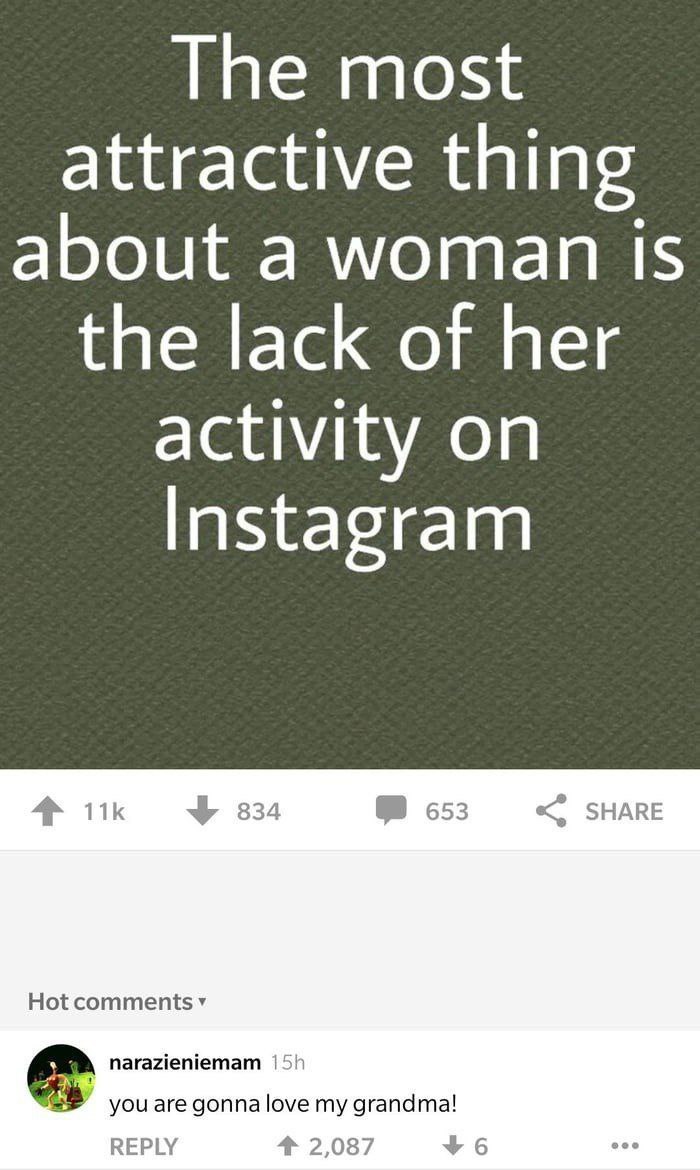 The most
attractive thing
about a woman is
the lack of her
activity on
Instagram
11k 834 653 SHARE
Hot comments ▾
narazieniemam 15h
you are gonna love my grandma!
REPLY 2,087 6